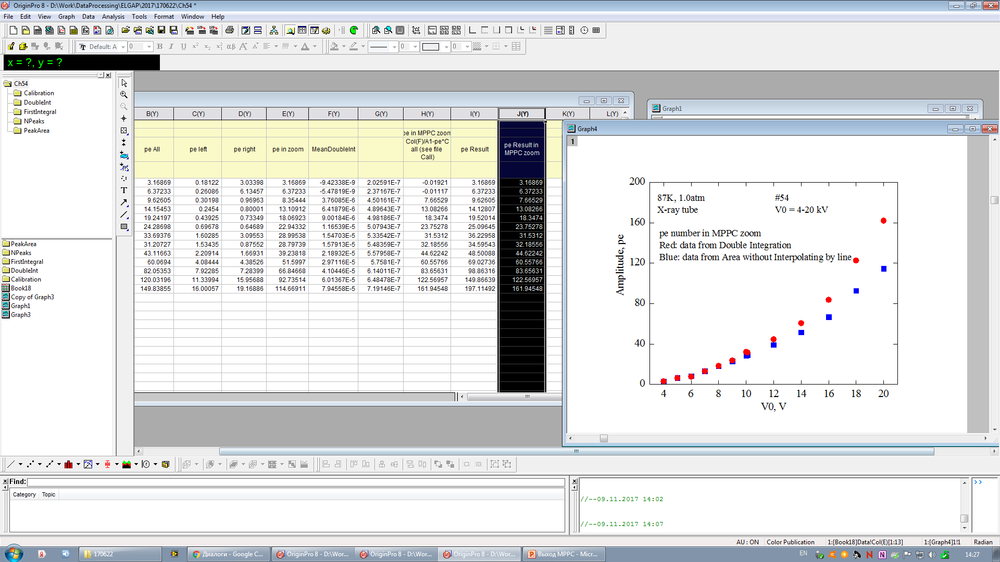 OriginPro 8 - D:\Work\DataProcessing\ELGAP\2017\170622\Ch54 *
File Edit View Graph Data Analysis Tools Format Window Help
Default: A 0 B I U αβ A A 0 0
x = ?, y = ?
Ch54
Calibration
DoubleInt
FirstIntegral
NPeaks
PeakArea
PeakArea
NPeaks
FirstIntegral
DoubleInt
Calibration
Book18
Copy of Graph3
Graph1
Graph3
B(Y) C(Y) D(Y) E(Y) F(Y) G(Y) H(Y) I(Y) J(Y) K(Y) L(Y)
pe in MPPC zoom
pe All pe left pe right pe in zoom MeanDoubleInt Col(F)/A1-pe*C all (see file Call) pe Result pe Result in MPPC zoom
3.16869 0.18122 3.03398 3.16869 -9.42338E-9 2.02591E-7 -0.01921 3.16869 3.16869
6.37233 0.26086 6.13457 6.37233 -5.47819E-9 2.37167E-7 -0.01117 6.37233 6.37233
9.62605 0.30198 0.96963 8.35444 3.76085E-6 4.50161E-7 7.66529 9.62605 7.66529
14.15453 0.2454 0.80001 13.10912 6.41879E-6 4.89643E-7 13.08266 14.12807 13.08266
19.24197 0.43925 0.73349 18.06923 9.00184E-6 4.98186E-7 18.3474 19.52014 18.3474
24.28698 0.69678 0.64689 22.94332 1.16539E-5 5.07943E-7 23.75278 25.09645 23.75278
33.69376 1.60285 3.09553 28.99538 1.54703E-5 5.33542E-7 31.5312 36.22958 31.5312
31.20727 1.53435 0.87552 28.79739 1.57913E-5 5.48359E-7 32.18556 34.59543 32.18556
43.11663 2.20914 1.66931 39.23818 2.18932E-5 5.57958E-7 44.62242 48.50088 44.62242
60.0694 4.08444 4.38526 51.5997 2.97116E-5 5.7581E-7 60.55766 69.02736 60.55766
82.05353 7.92285 7.28399 66.84668 4.10446E-5 6.14011E-7 83.65631 98.86316 83.65631
120.03196 11.33994 15.95688 92.73514 6.01367E-5 6.48478E-7 122.56957 149.86639 122.56957
149.83855 16.00057 19.16886 114.66911 7.94558E-5 7.19146E-7 161.94548 197.11492 161.94548
Graph1
Graph4
1
200
160
120
80
40
0
Amplitude, pe
87K, 1.0atm #54
X-ray tube V0 = 4-20 kV
pe number in MPPC zoom
Red: data from Double Integration
Blue: data from Area without Interpolating by line
4 6 8 10 12 14 16 18 20
V0, V
Find:
Category Topic
//--09.11.2017 14:02
//--09.11.2017 14:07
>>
AU : ON Color Publication 1:[Book18]Data!Col(E)[1:13] 1:[Graph4]1!1 Radian
170622 Диалоги - Google C... OriginPro 8 - D:\Wor... OriginPro 8 - D:\Wor... OriginPro 8 - D:\Wor... Выход MPPC - Micr... EN 14:27